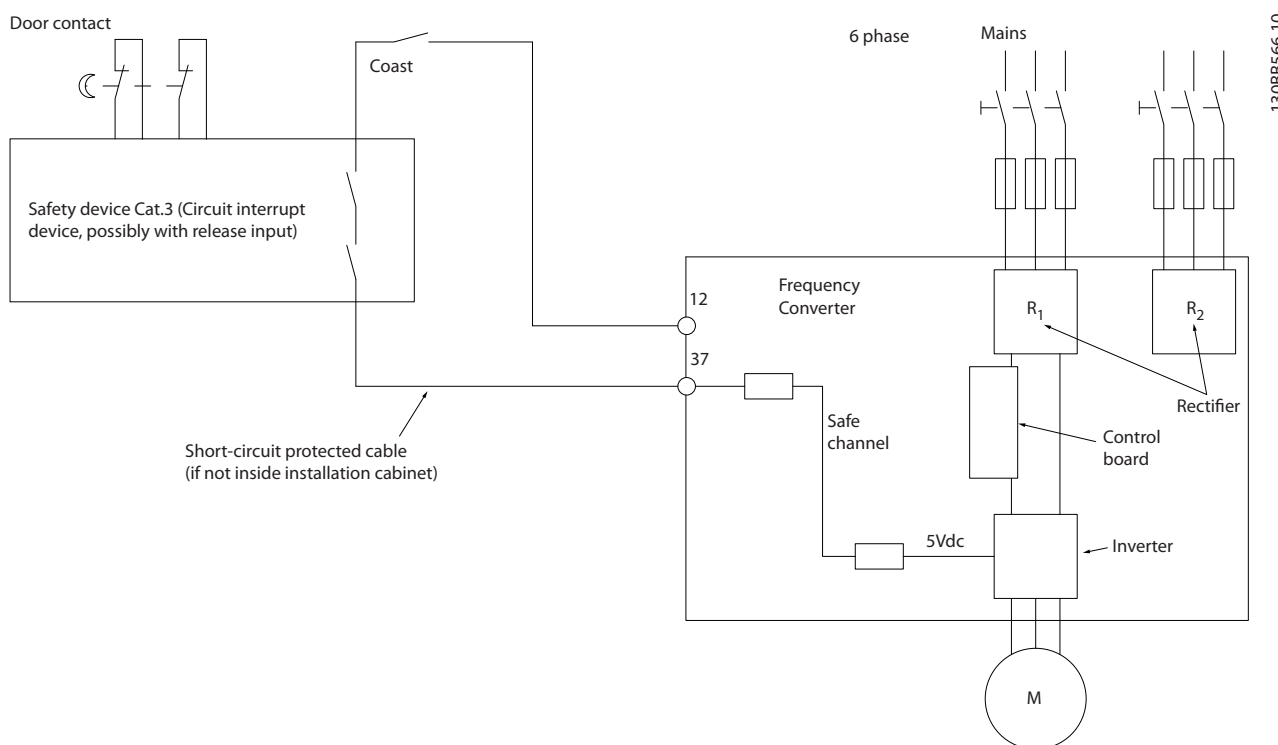 Door contact
Coast
6 phase
Mains
130BB566.10
Safety device Cat.3 (Circuit interrupt
device, possibly with release input)
Frequency
Converter
12
37
R1
R2
Rectifier
Safe
channel
Control
board
Short-circuit protected cable
(if not inside installation cabinet)
5Vdc
Inverter
M